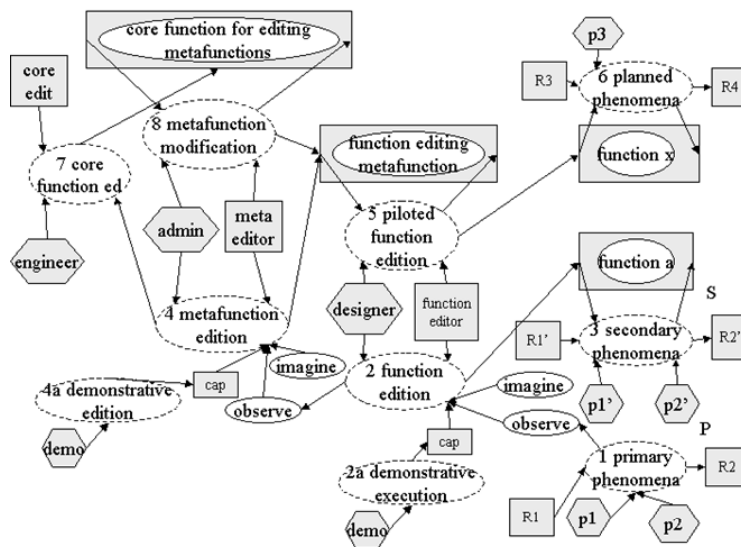 core function for editing
metafunctions
p3
core
edit
R3
6 planned
phenomena
R4
8 metafunction
modification
function editing
metafunction
function x
7 core
function ed
5 piloted
function
edition
admin
meta
editor
engineer
function a
S
designer
function
editor
4 metafunction
edition
R1’
3 secondary
phenomena
R2’
imagine
2 function
edition
cap
4a demonstrative
edition
observe
imagine
p1’
p2’
observe
P
demo
cap
1 primary
phenomena
R2
2a demonstrative
execution
R1
p1
p2
demo